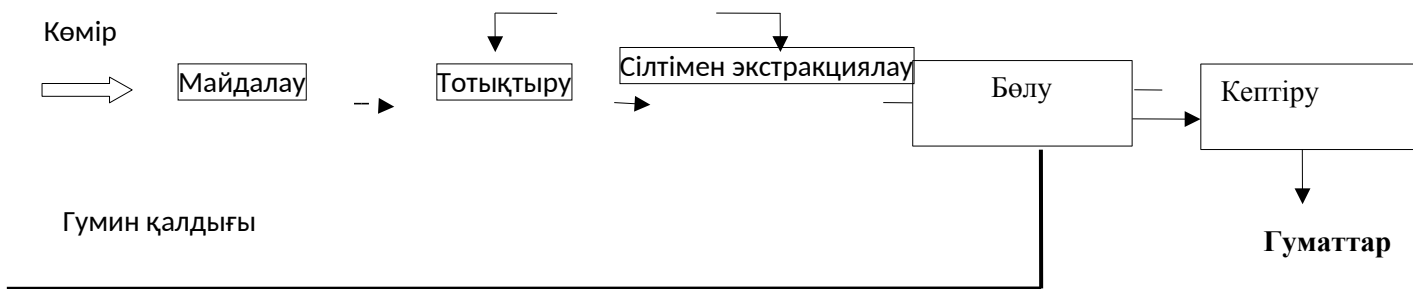 Көмір
Майдалау
Тотықтыру
Сілтімен экстракциялау
Бөлу
Кептіру
Гумин қалдығы
Гуматтар